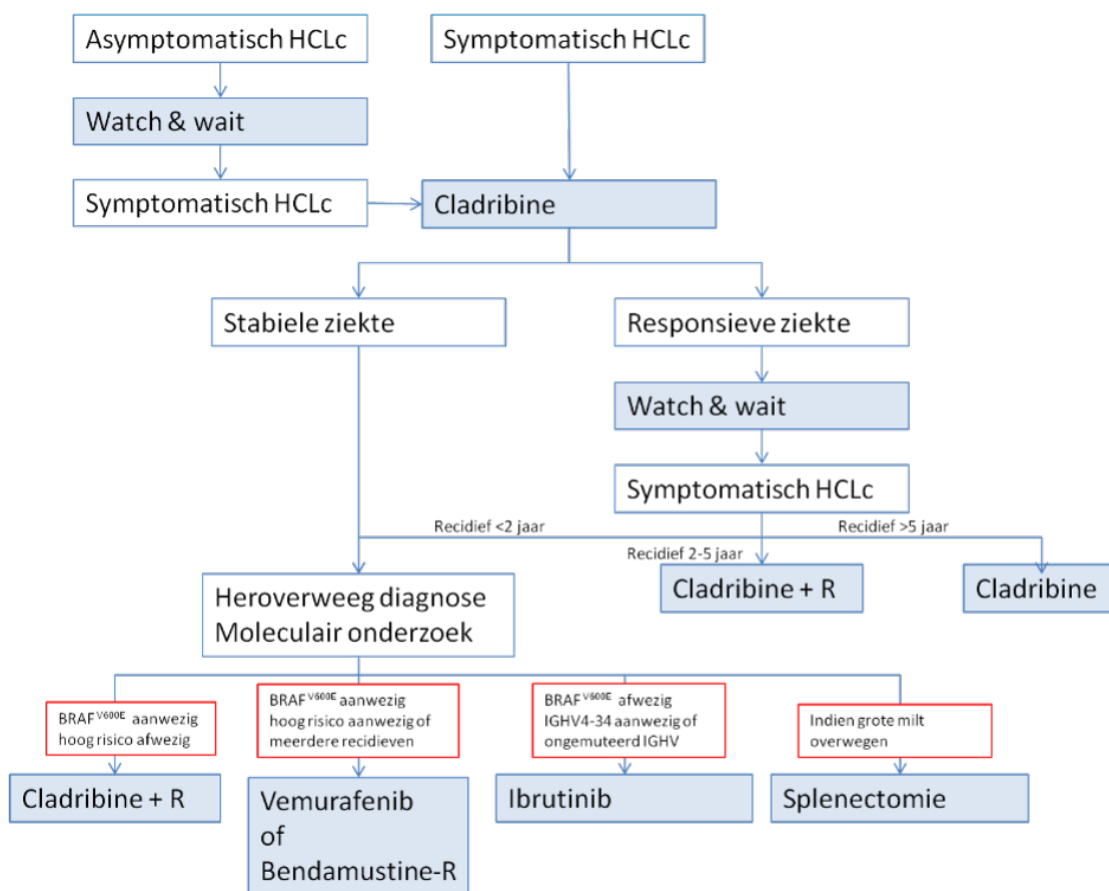 Asymptomatisch HCLc
Symptomatisch HCLc
Watch & wait
Symptomatisch HCLc
Cladribine
Stabiele ziekte
Responsieve ziekte
Watch & wait
Symptomatisch HCLc
Recidief <2 jaar
Recidief >5 jaar
Recidief 2-5 jaar
Heroverweeg diagnose
Moleculair onderzoek
Cladribine + R
Cladribine
BRAF V600E aanwezig
hoog risico afwezig
BRAF V600E aanwezig
hoog risico aanwezig of
meerdere recidieven
BRAF V600E afwezig
IGHV4-34 aanwezig of
ongemuteerd IGHV
Indien grote milt
overwegen
Cladribine + R
Vemurafenib
of
Bendamustine-R
Ibrutinib
Splenectomie